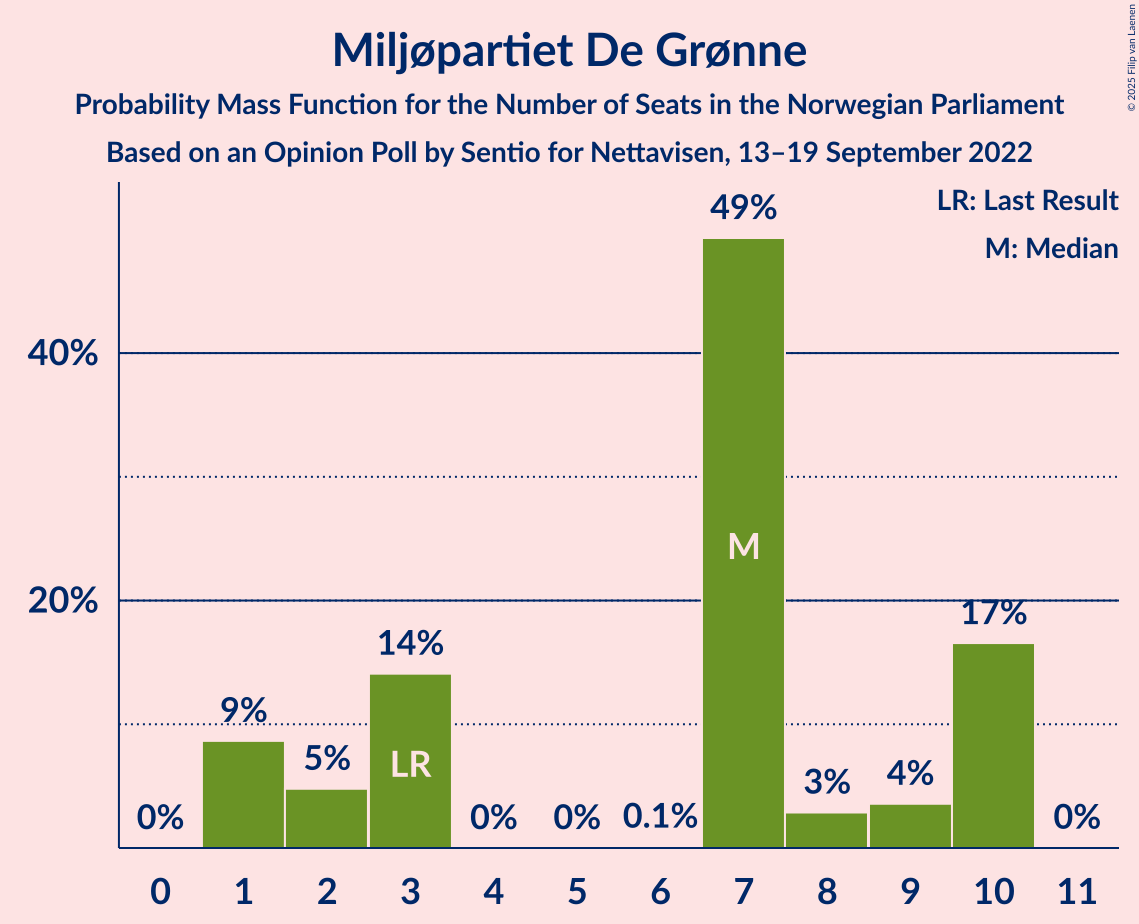 Miljøpartiet De Grønne
Probability Mass Function for the Number of Seats in the Norwegian Parliament
Based on an Opinion Poll by Sentio for Nettavisen, 13–19 September 2022
© 2025 Filip van Laenen
LR: Last Result
M: Median
40%
20%
0%
9%
5%
14%
LR
0%
0%
0.1%
49%
M
3%
4%
17%
0%
0 1 2 3 4 5 6 7 8 9 10 11